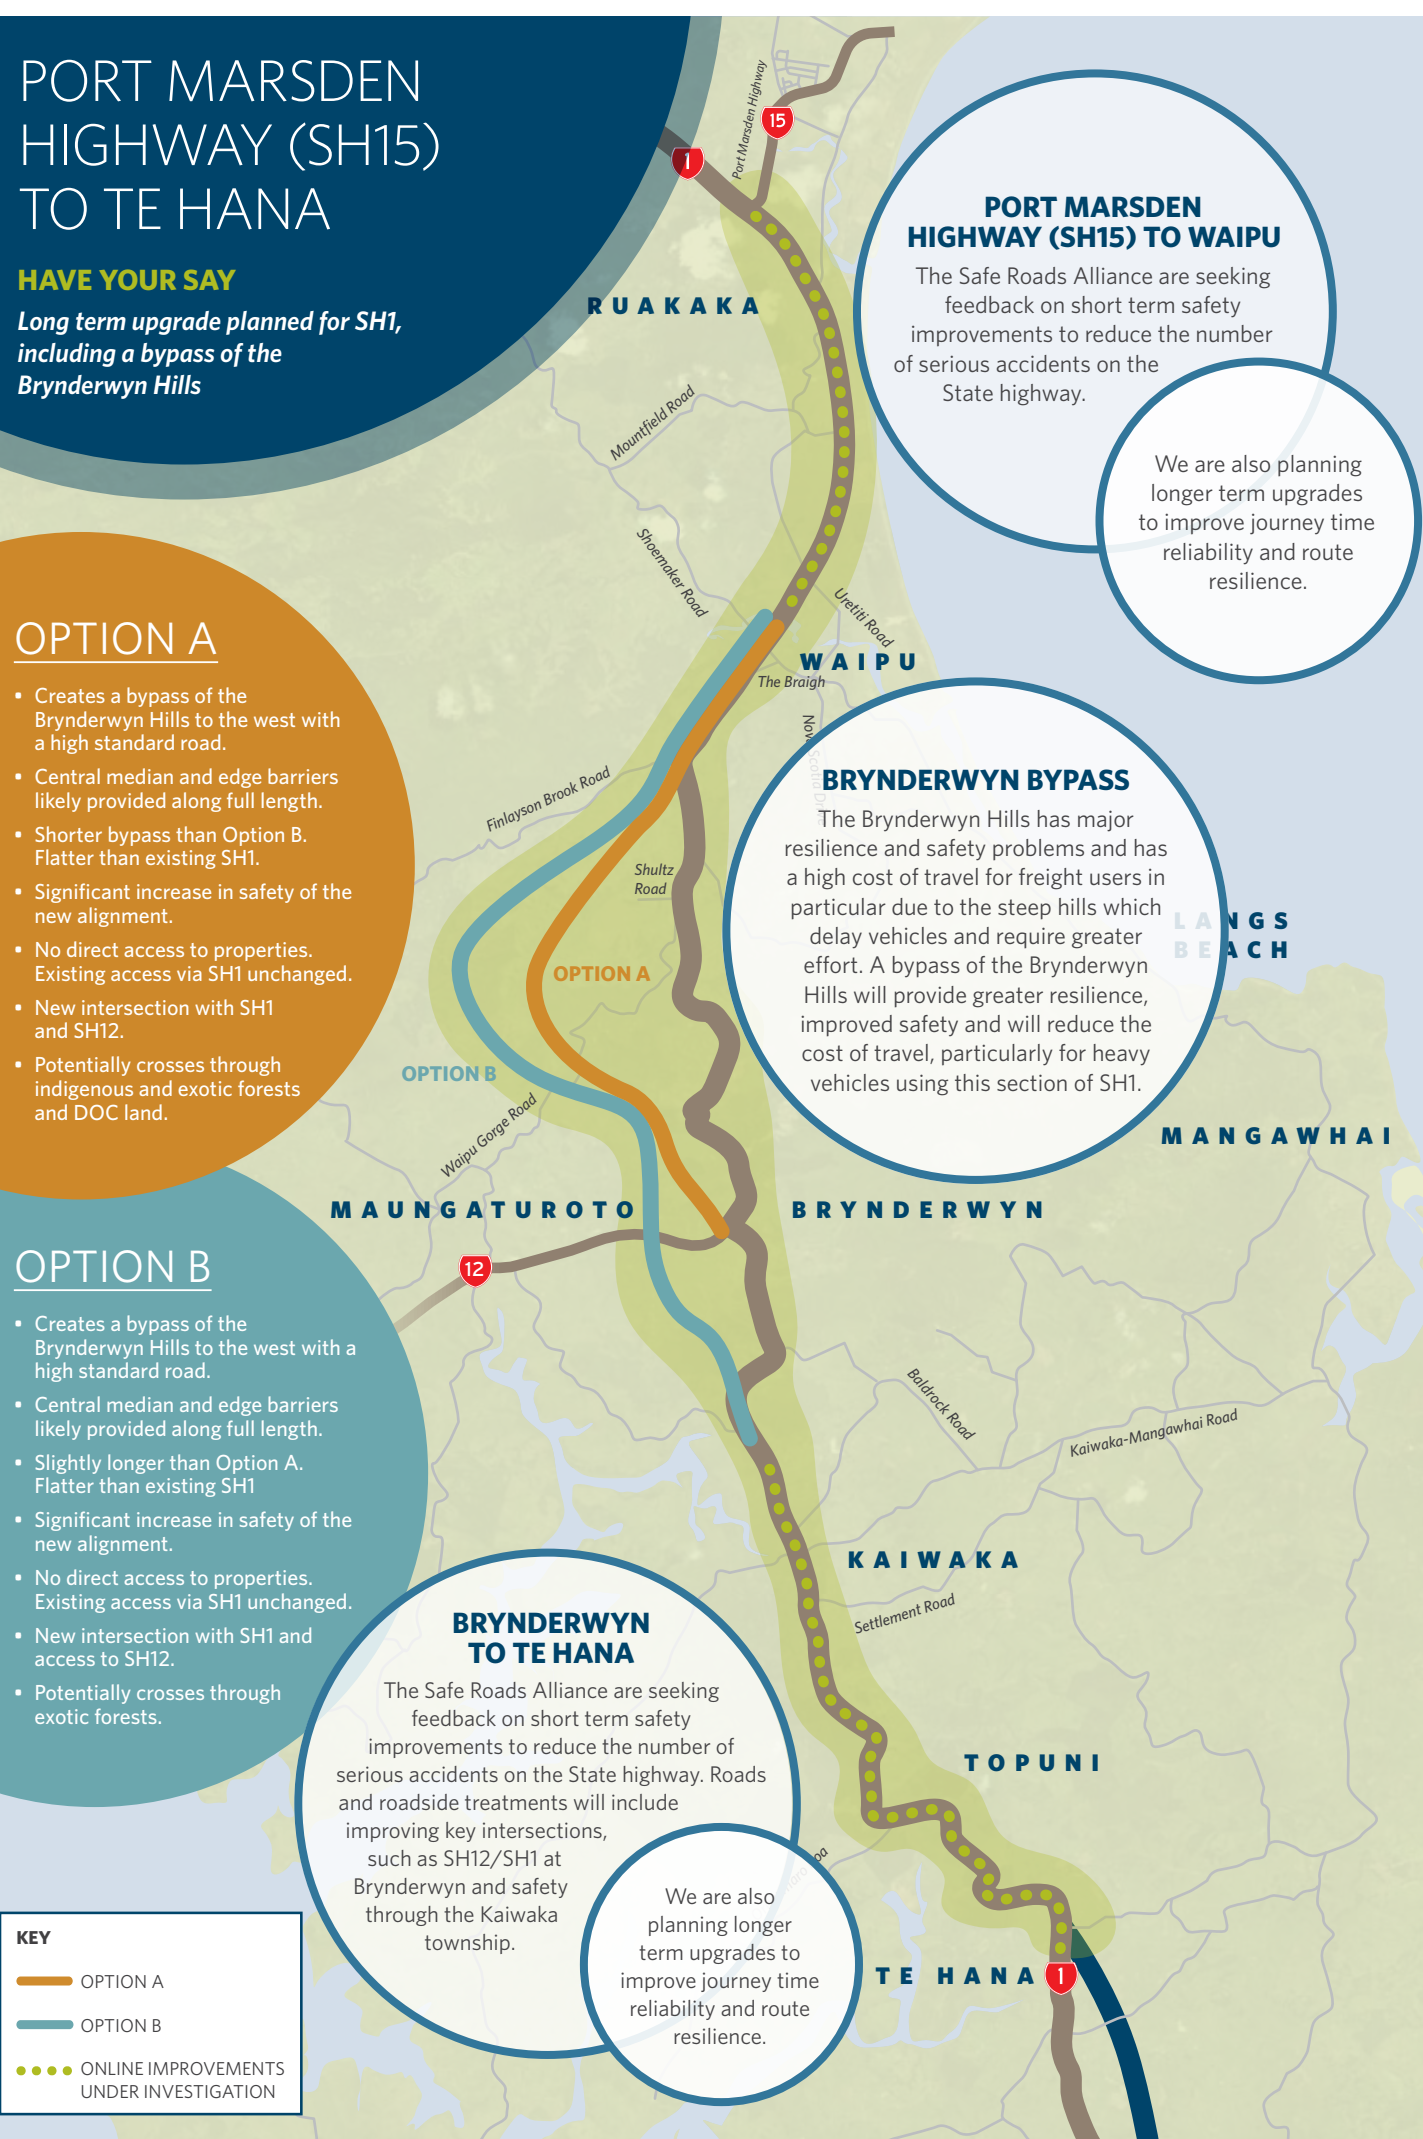 PORT MARSDEN
HIGHWAY (SH15)
TO TE HANA
HAVE YOUR SAY
Long term upgrade planned for SH1,
including a bypass of the
Brynderwyn Hills
Port Marsden Highway
15
1
RUAKAKA
PORT MARSDEN
HIGHWAY (SH15) TO WAIPU
The Safe Roads Alliance are seeking
feedback on short term safety
improvements to reduce the number
of serious accidents on the
State highway.
We are also planning
longer term upgrades
to improve journey time
reliability and route
resilience.
Mountfield Road
Shoemaker Road
Uretiti Road
WAIPU
The Braigh
Nova Scotia Drive
OPTION A
• Creates a bypass of the
Brynderwyn Hills to the west with
a high standard road.
• Central median and edge barriers
likely provided along full length.
• Shorter bypass than Option B.
Flatter than existing SH1.
• Significant increase in safety of the
new alignment.
• No direct access to properties.
Existing access via SH1 unchanged.
• New intersection with SH1
and SH12.
• Potentially crosses through
indigenous and exotic forests
and DOC land.
Finlayson Brook Road
Shultz
Road
OPTION A
OPTION B
Waipu Gorge Road
BRYNDERWYN BYPASS
The Brynderwyn Hills has major
resilience and safety problems and has
a high cost of travel for freight users in
particular due to the steep hills which
delay vehicles and require greater
effort. A bypass of the Brynderwyn
Hills will provide greater resilience,
improved safety and will reduce the
cost of travel, particularly for heavy
vehicles using this section of SH1.
LANGS
BEACH
MANGAWHAI
MAUNGATUROTO
BRYNDERWYN
12
OPTION B
• Creates a bypass of the
Brynderwyn Hills to the west with a
high standard road.
• Central median and edge barriers
likely provided along full length.
• Slightly longer than Option A.
Flatter than existing SH1
• Significant increase in safety of the
new alignment.
• No direct access to properties.
Existing access via SH1 unchanged.
• New intersection with SH1 and
access to SH12.
• Potentially crosses through
exotic forests.
Baldrock Road
Kaiwaka-Mangawhai Road
KAIWAKA
Settlement Road
BRYNDERWYN
TO TE HANA
The Safe Roads Alliance are seeking
feedback on short term safety
improvements to reduce the number of
serious accidents on the State highway. Roads
and roadside treatments will include
improving key intersections,
such as SH12/SH1 at
Brynderwyn and safety
through the Kaiwaka
township.
We are also
planning longer
term upgrades to
improve journey time
reliability and route
resilience.
TOPUNI
TE HANA
1
KEY
OPTION A
OPTION B
ONLINE IMPROVEMENTS
UNDER INVESTIGATION